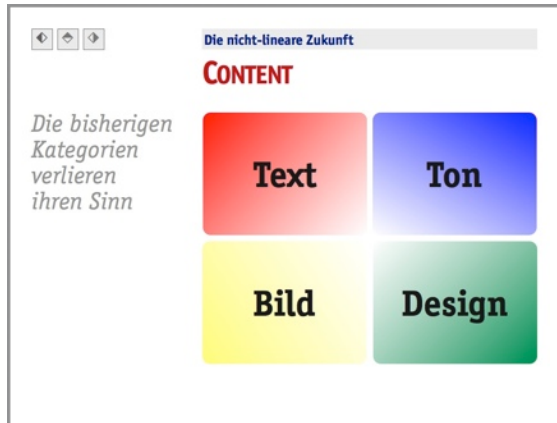 Die nicht-lineare Zukunft
CONTENT
Die bisherigen
Kategorien
verlieren
ihren Sinn
Text
Ton
Bild
Design